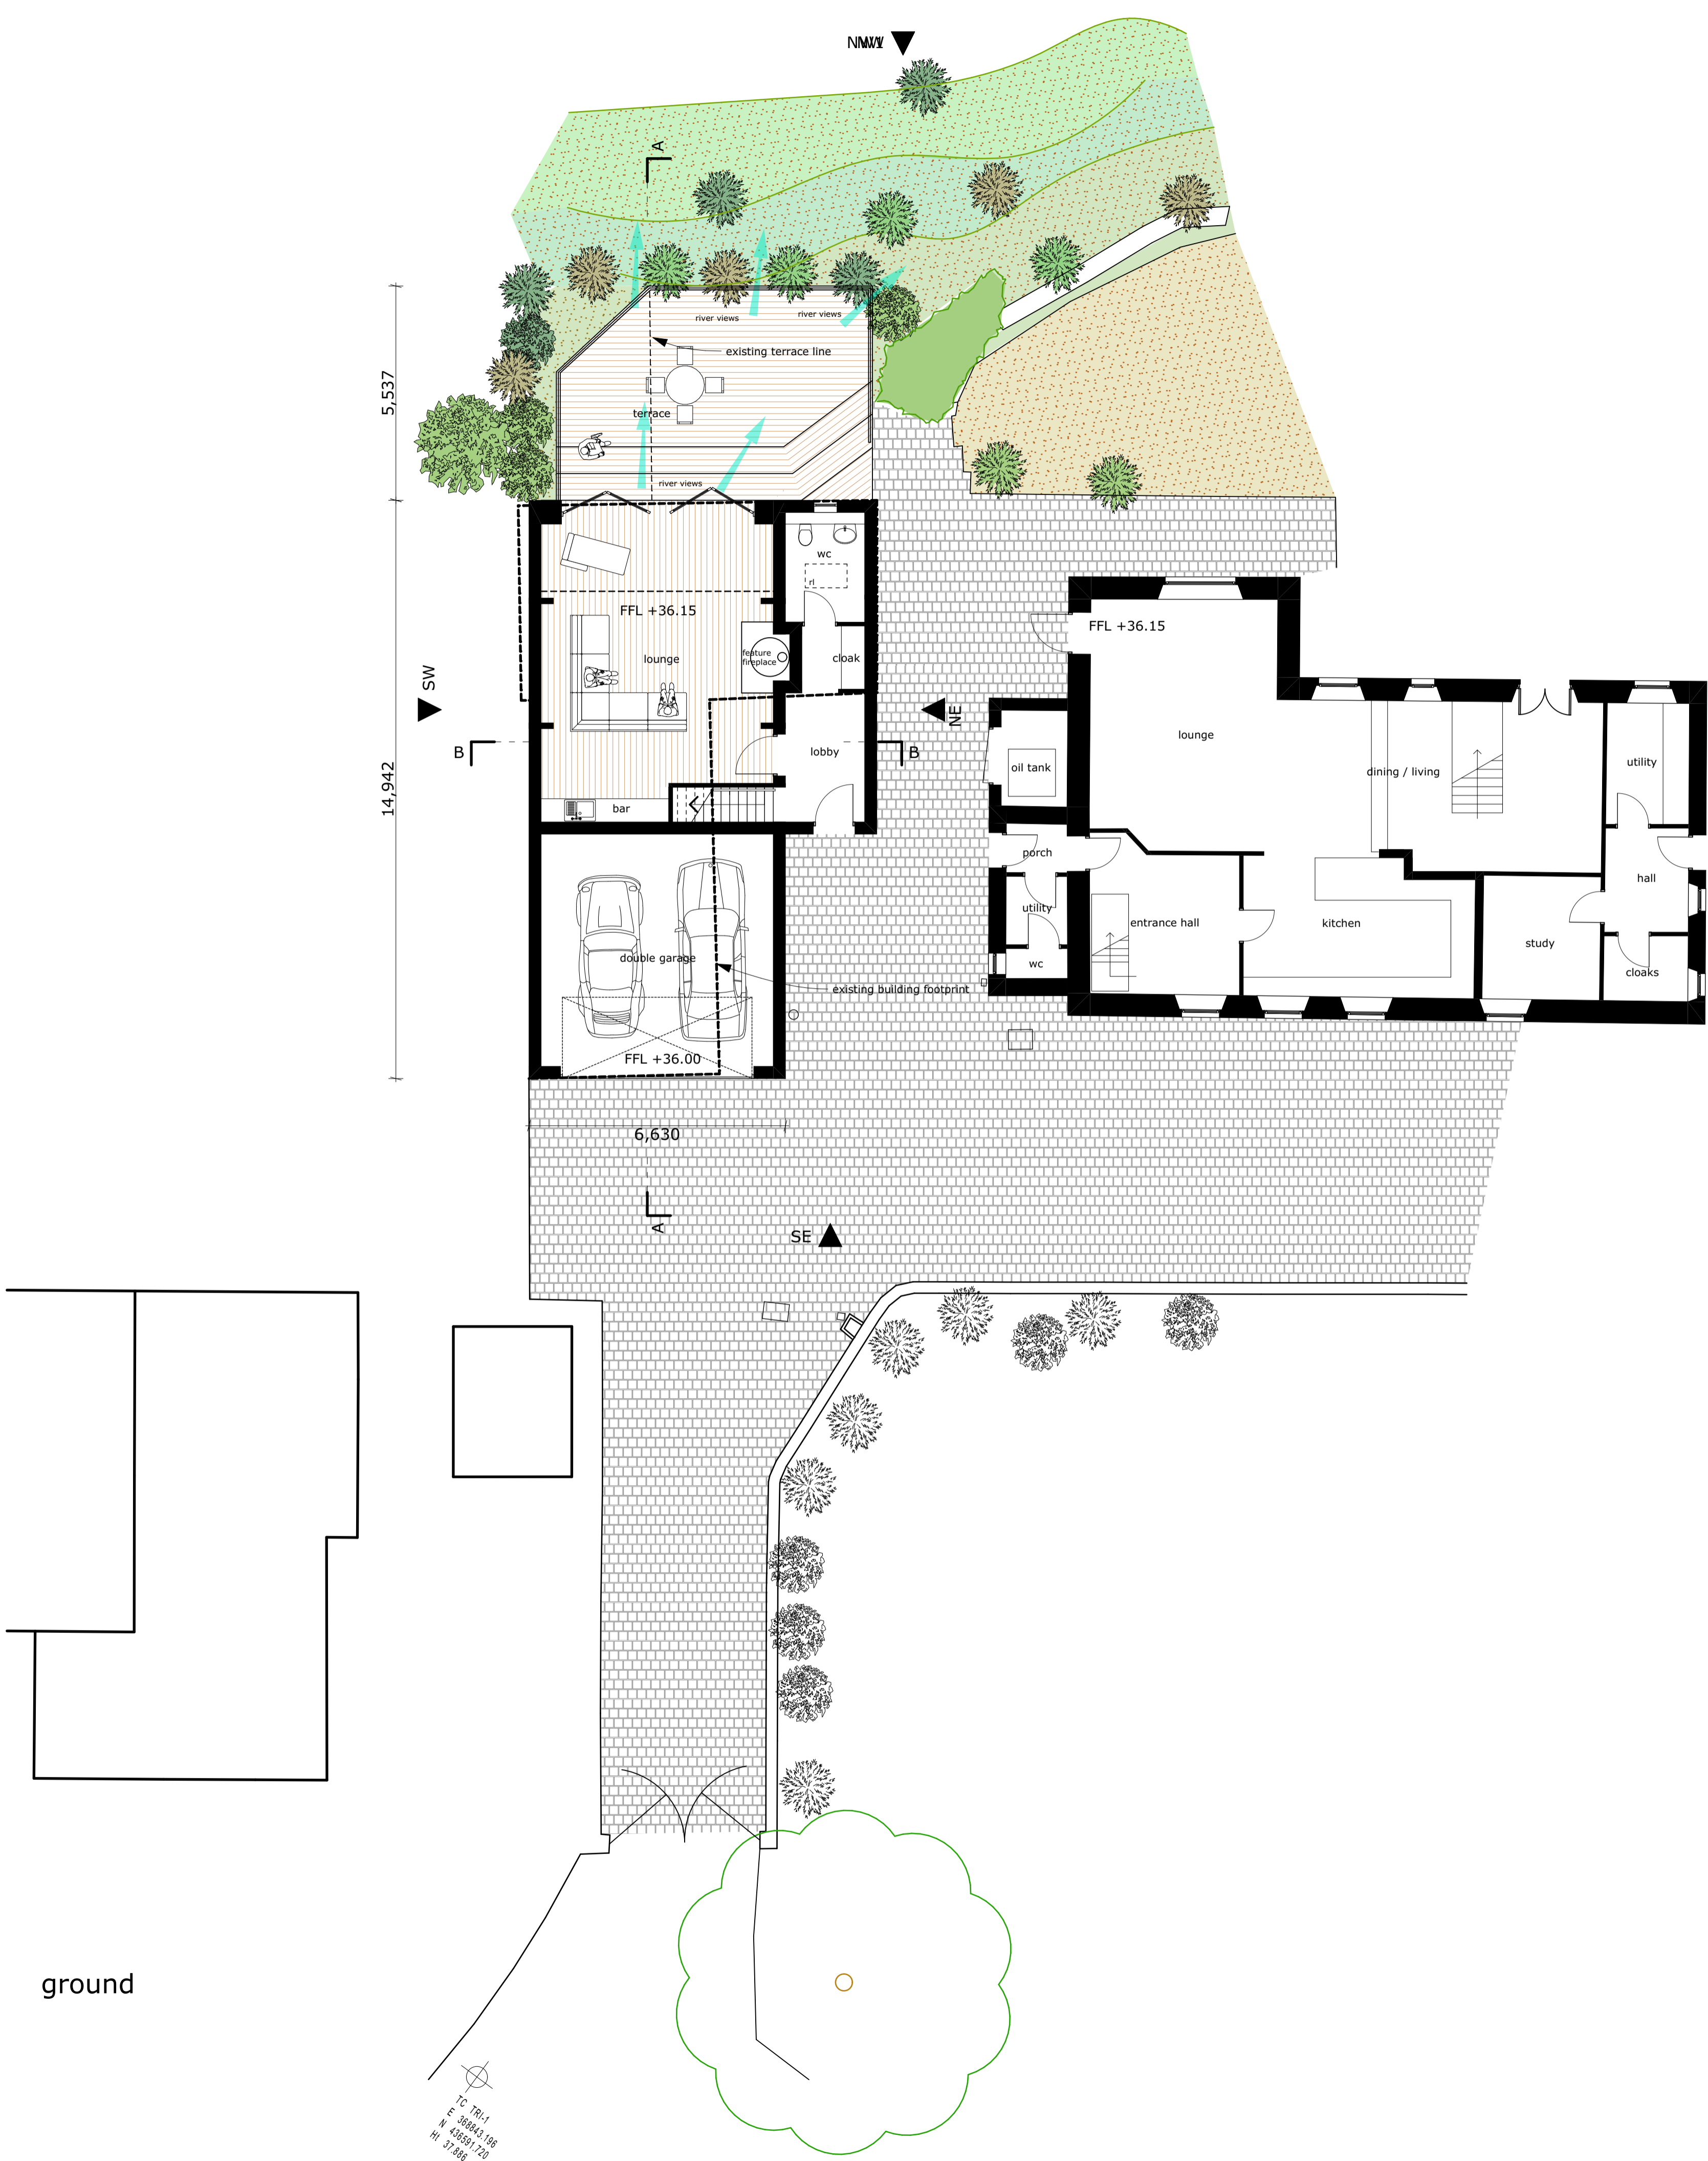 A
river views
river views
existing terrace line
5,537
terrace
river views
wc
rl
FFL +36.15
FFL +36.15
feature
fireplace
lounge
cloak
SW
NE
lounge
B
lobby
B
oil tank
dining / living
utility
14,942
bar
porch
hall
utility
entrance hall
kitchen
study
double garage
wc
cloaks
existing building footprint
FFL +36.00
6,630
A
SE
ground
TC TRI-1
E 368843.196
N 436591.720
Ht 37.886